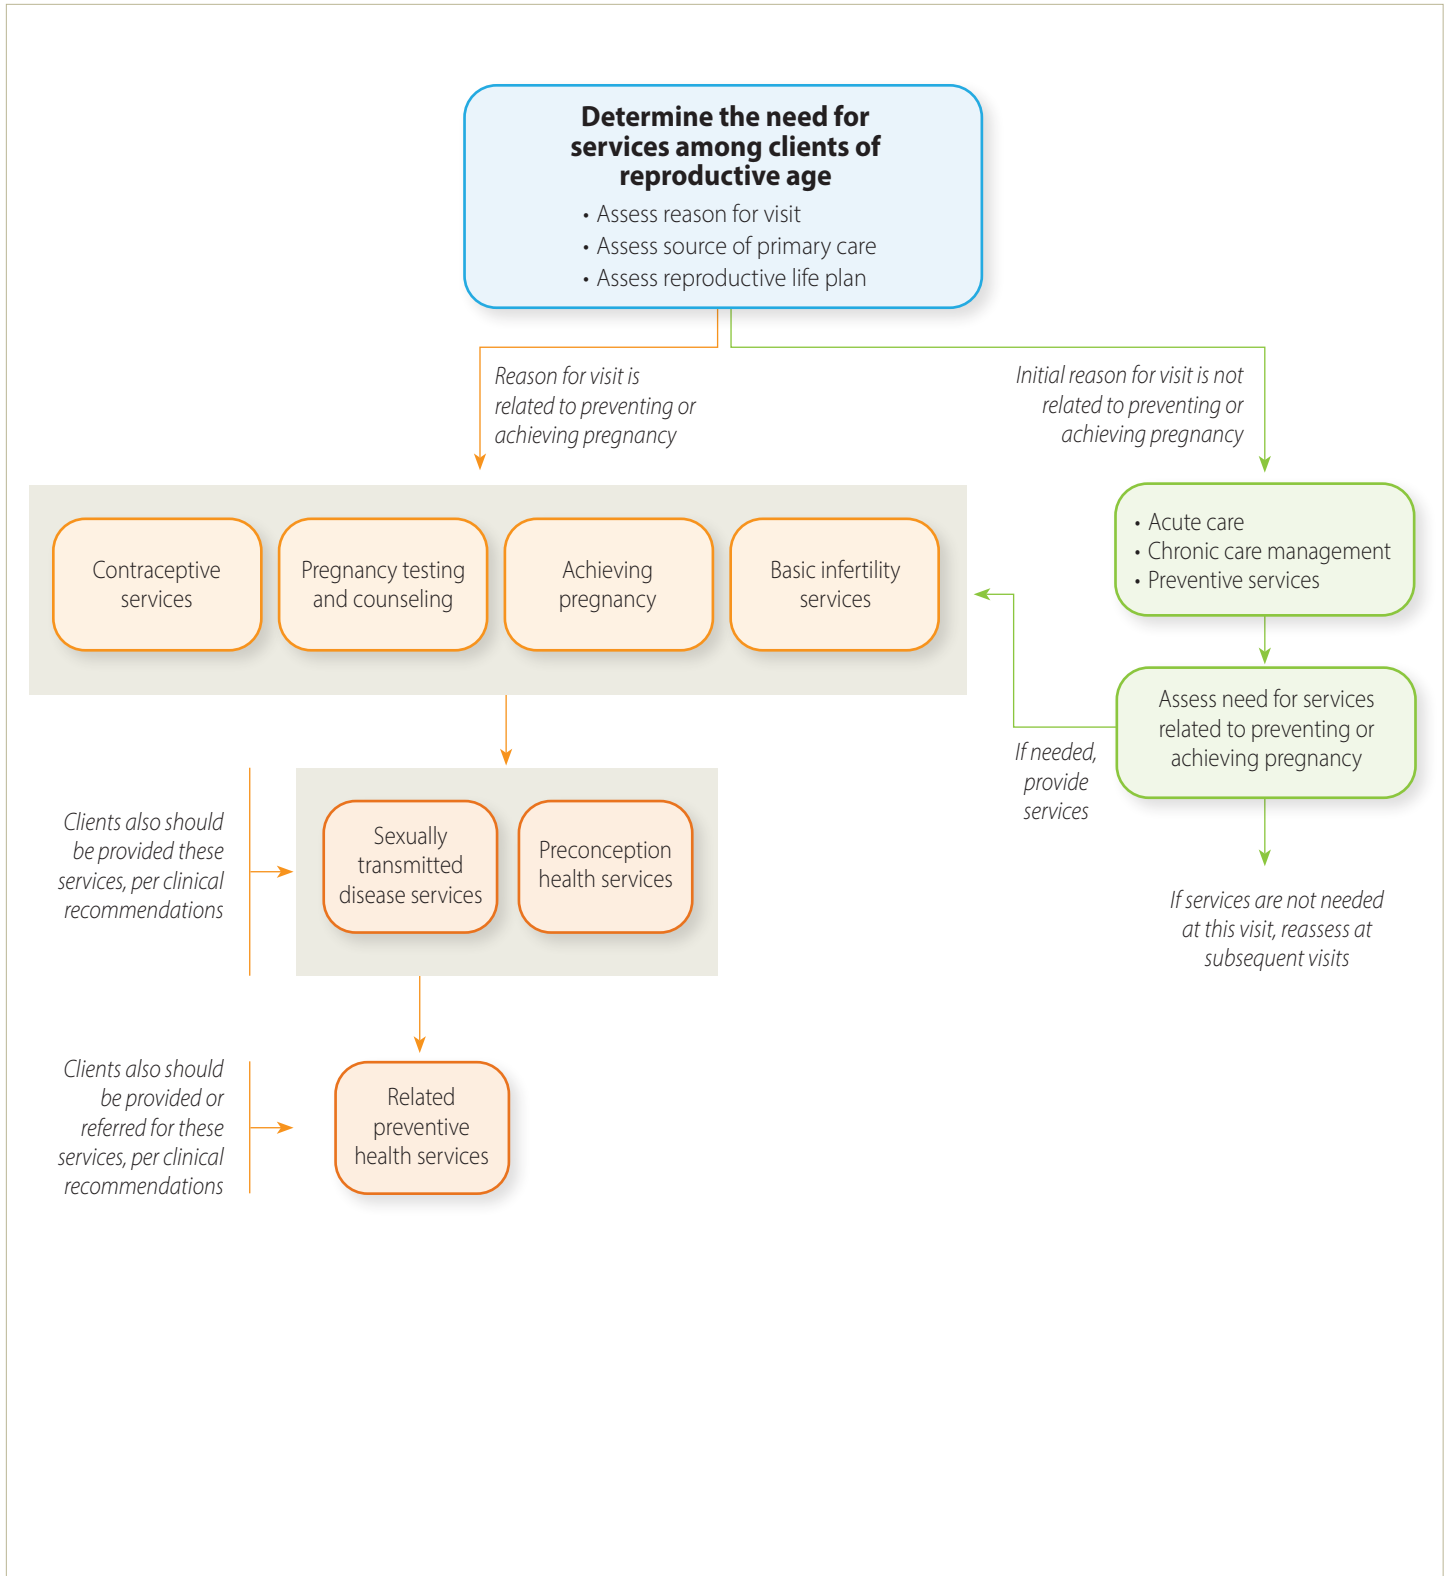 Determine the need for
services among clients of
reproductive age
• Assess reason for visit
• Assess source of primary care
• Assess reproductive life plan
Reason for visit is
related to preventing or
achieving pregnancy
Initial reason for visit is not
related to preventing or
achieving pregnancy
Contraceptive
services
Pregnancy testing
and counseling
Achieving
pregnancy
Basic infertility
services
• Acute care
• Chronic care management
• Preventive services
Assess need for services
related to preventing or
achieving pregnancy
If needed,
provide
services
If services are not needed
at this visit, reassess at
subsequent visits
Clients also should
be provided these
services, per clinical
recommendations
Sexually
transmitted
disease services
Preconception
health services
Clients also should
be provided or
referred for these
services, per clinical
recommendations
Related
preventive
health services